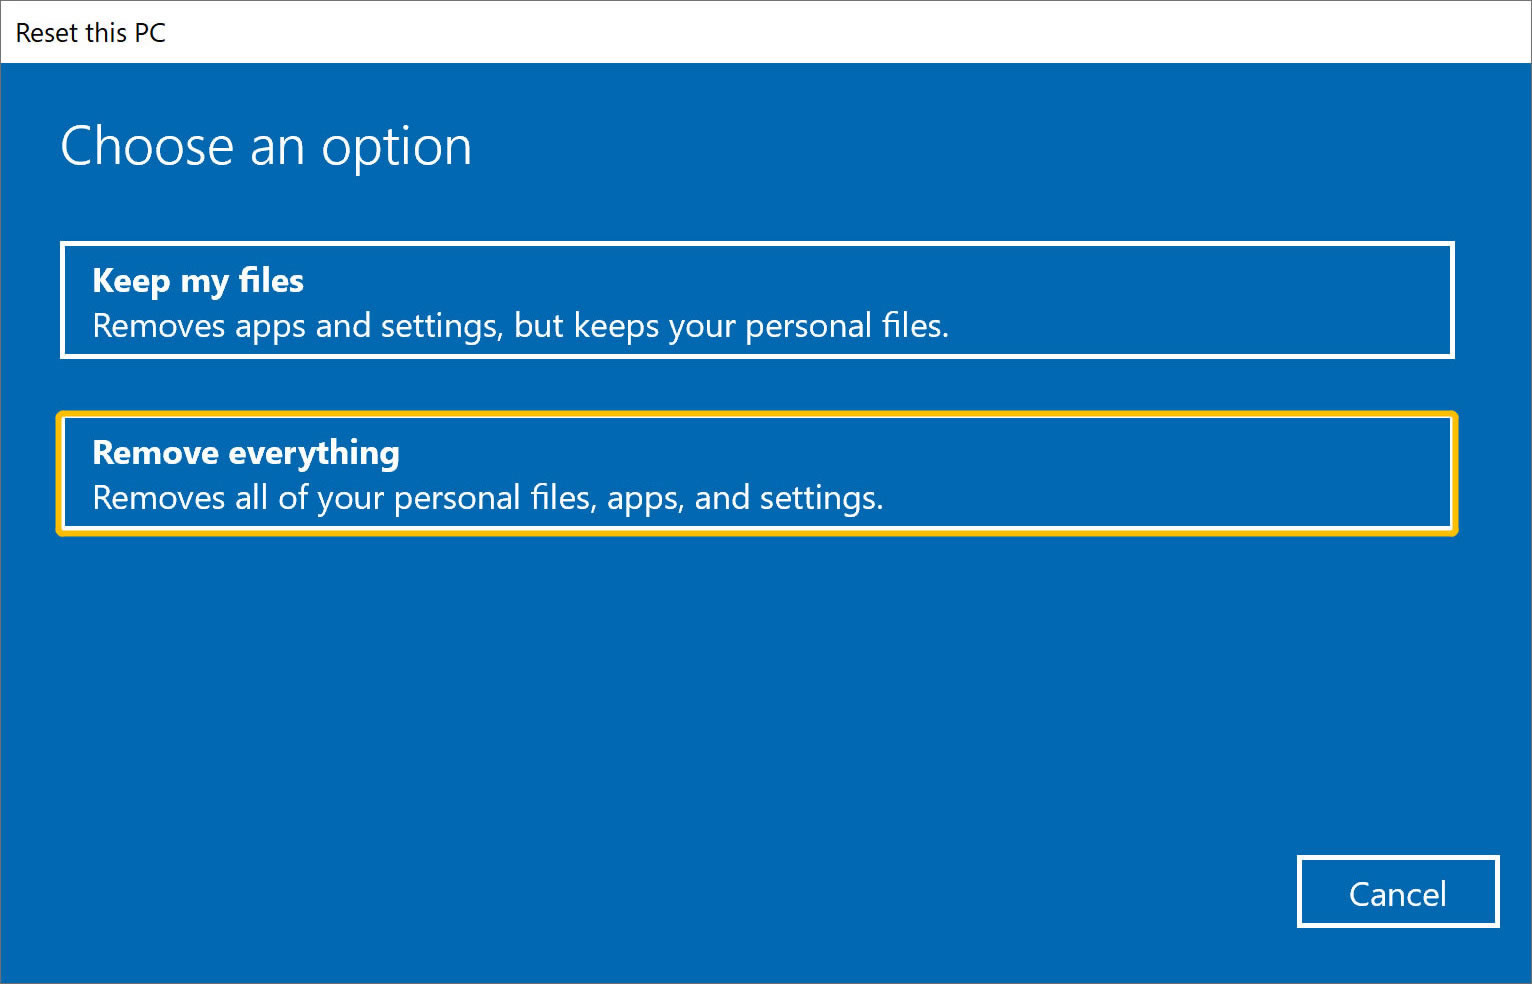 Reset this PC
Choose an option
Keep my files
Removes apps and settings, but keeps your personal files.
Remove everything
Removes all of your personal files, apps, and settings.
Cancel